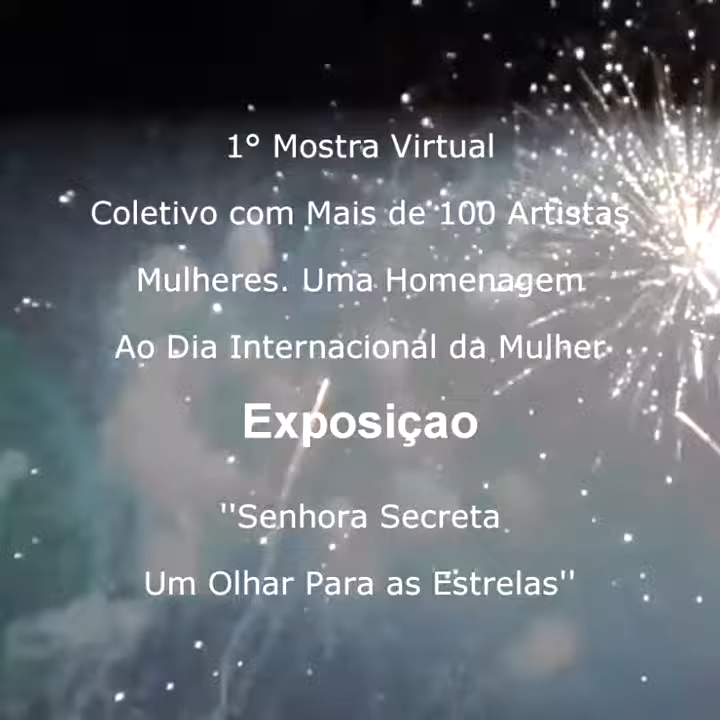 1° Mostra Virtual
Coletivo com Mais de 100 Artistas
Mulheres. Uma Homenagem
Ao Dia Internacional da Mulher
Exposiçao
''Senhora Secreta
Um Olhar Para as Estrelas''